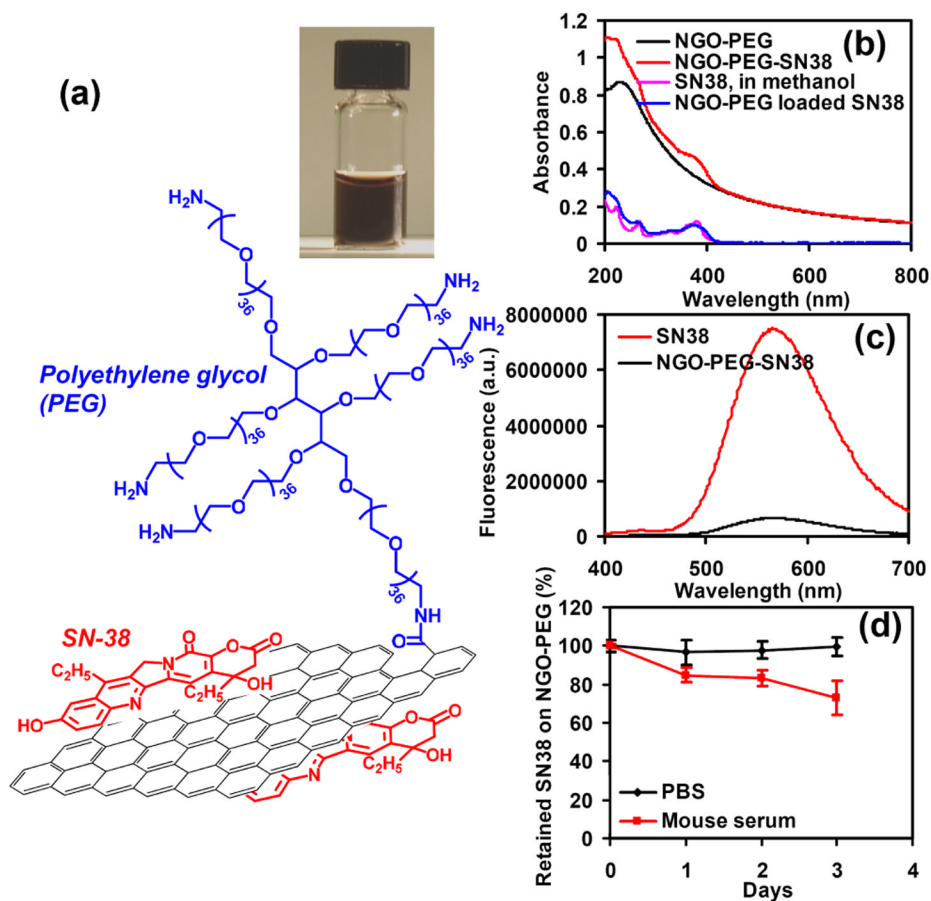 (a)
H₂N
O
36
O
O
NH₂
36
O
O
NH₂
36
Polyethylene glycol
(PEG)
O
O
36
H₂N
O
O
36
H₂N
O
O
36
NH
O
SN-38
O
O
O
C₂H₅
N
C₂H₅
OH
HO
N
O
O
N
C₂H₅
OH
(b)
NGO-PEG
NGO-PEG-SN38
SN38, in methanol
NGO-PEG loaded SN38
Absorbance
1.2
1
0.8
0.6
0.4
0.2
0
200 400 600 800
Wavelength (nm)
(c)
SN38
NGO-PEG-SN38
Fluorescence (a.u.)
8000000
6000000
4000000
2000000
0
400 500 600 700
Wavelength (nm)
(d)
Retained SN38 on NGO-PEG (%)
120
100
80
60
40
20
0
PBS
Mouse serum
0 1 2 3 4
Days